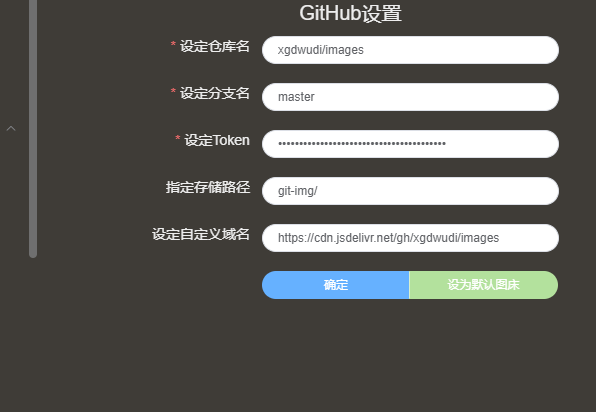 GitHub设置
* 设定仓库名
xgdwudi/images
* 设定分支名
master
* 设定Token
指定存储路径
git-img/
设定自定义域名
https://cdn.jsdelivr.net/gh/xgdwudi/images
确定
设为默认图床